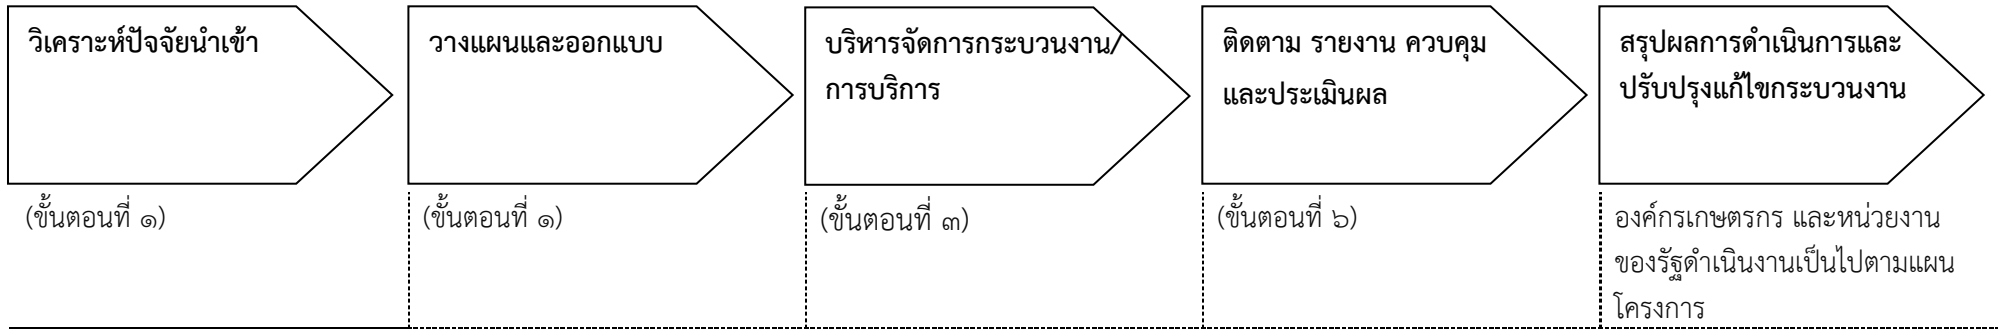 วิเคราะห์ปัจจัยนำเข้า
(ขั้นตอนที่ ๑)
วางแผนและออกแบบ
(ขั้นตอนที่ ๑)
บริหารจัดการกระบวนงาน/
การบริการ
(ขั้นตอนที่ ๓)
ติดตาม รายงาน ควบคุม
และประเมินผล
(ขั้นตอนที่ ๖)
สรุปผลการดำเนินการและ
ปรับปรุงแก้ไขกระบวนงาน
องค์กรเกษตรกร และหน่วยงาน
ของรัฐดำเนินงานเป็นไปตามแผน
โครงการ